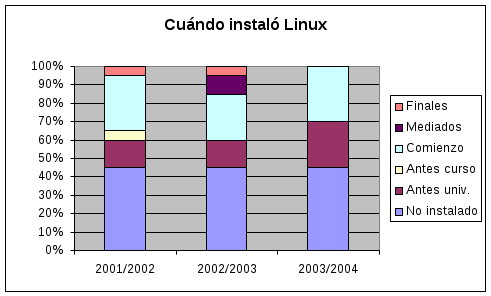 Cuándo instaló Linux
100%
90%
80%
70%
60%
50%
40%
30%
20%
10%
0%
2001/2002 2002/2003 2003/2004
Finales
Mediados
Comienzo
Antes curso
Antes univ.
No instalado